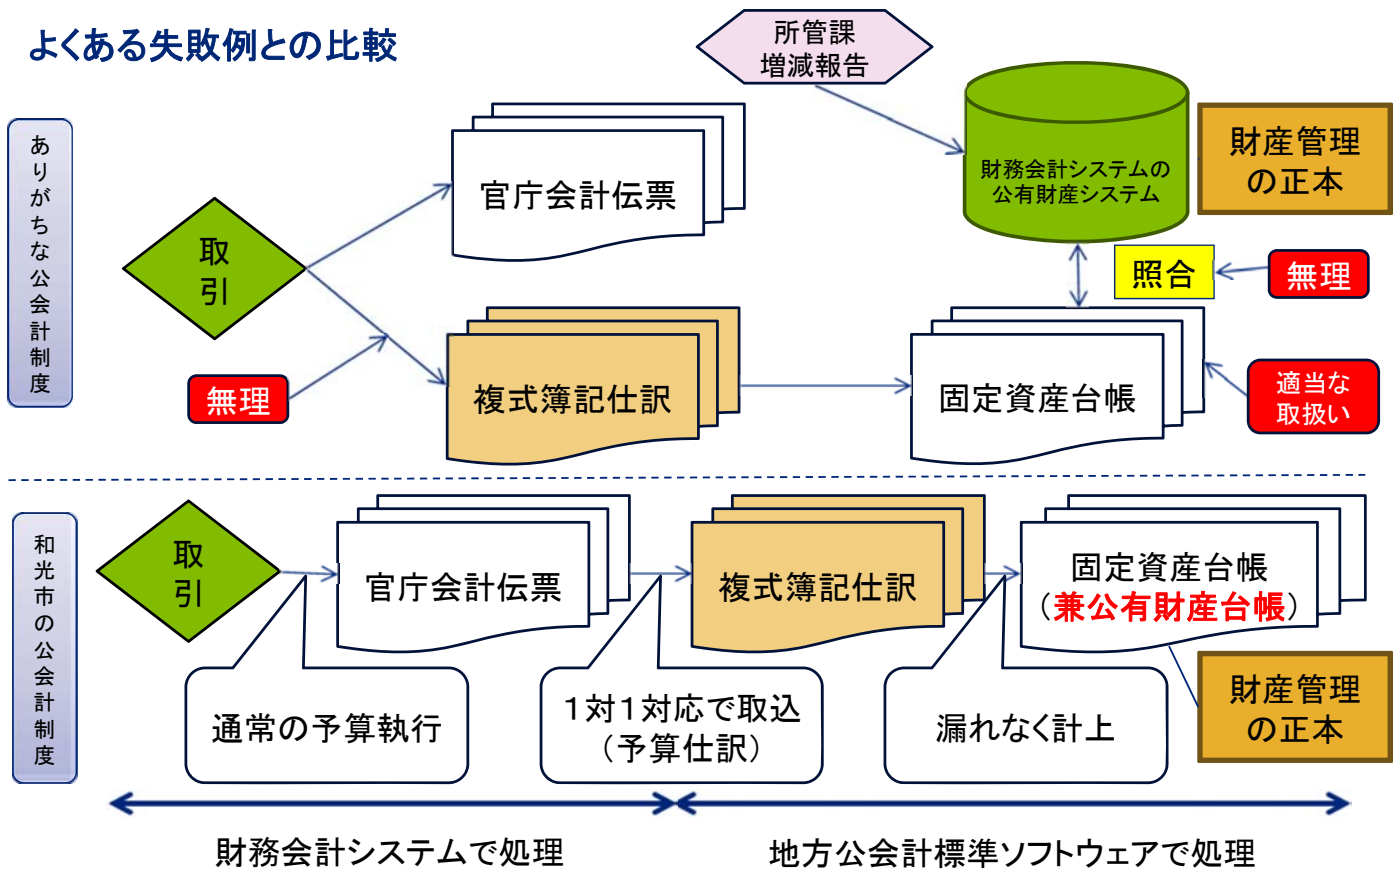 よくある失敗例との比較
所管課
増減報告
ありがちな公会計制度
取
引
官庁会計伝票
財務会計システムの
公有財産システム
財産管理
の正本
照合
無理
無理
複式簿記仕訳
固定資産台帳
適当な
取扱い
和光市の公会計制度
取
引
官庁会計伝票
複式簿記仕訳
固定資産台帳
（兼公有財産台帳）
通常の予算執行
１対１対応で取込
（予算仕訳）
漏れなく計上
財産管理
の正本
財務会計システムで処理
地方公会計標準ソフトウェアで処理